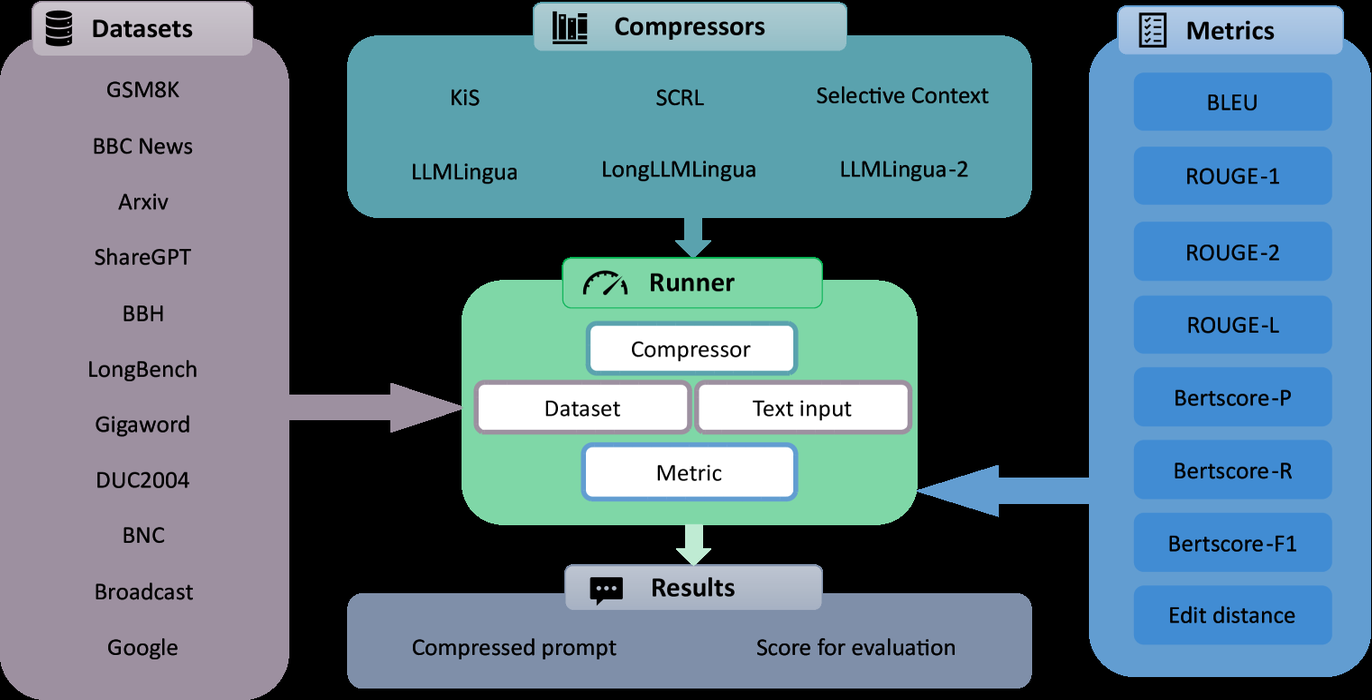 Datasets
GSM8K
BBC News
Arxiv
ShareGPT
BBH
LongBench
Gigaword
DUC2004
BNC
Broadcast
Google
Compressors
KiS SCRL Selective Context
LLMLingua LongLLMLingua LLMLingua-2
Runner
Compressor
Dataset Text input
Metric
Results
Compressed prompt Score for evaluation
Metrics
BLEU
ROUGE-1
ROUGE-2
ROUGE-L
Bertscore-P
Bertscore-R
Bertscore-F1
Edit distance